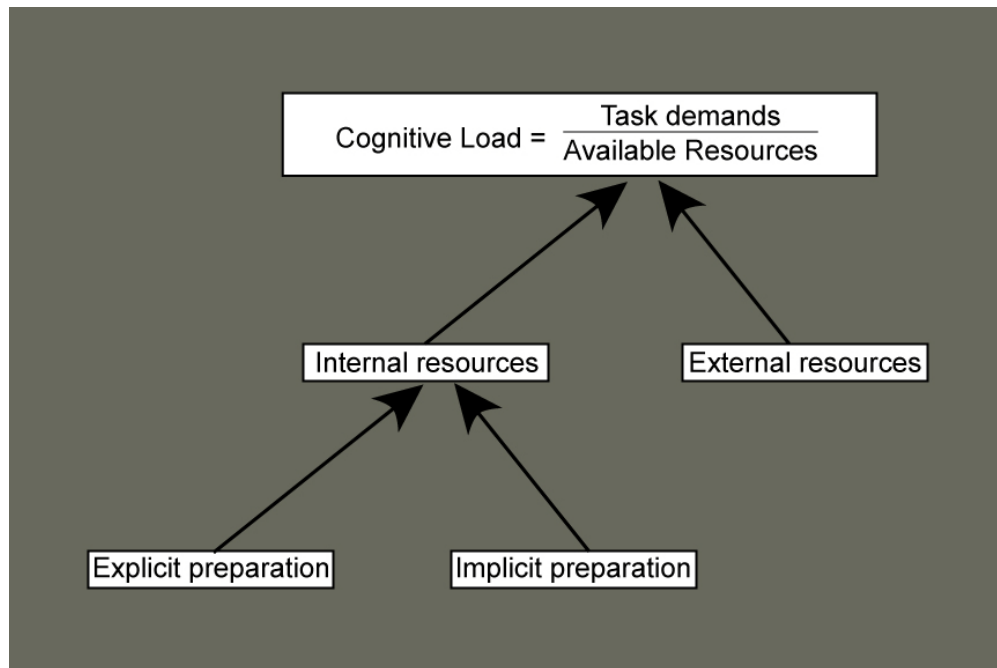 Cognitive Load = Task demands
Available Resources
Internal resources
External resources
Explicit preparation
Implicit preparation